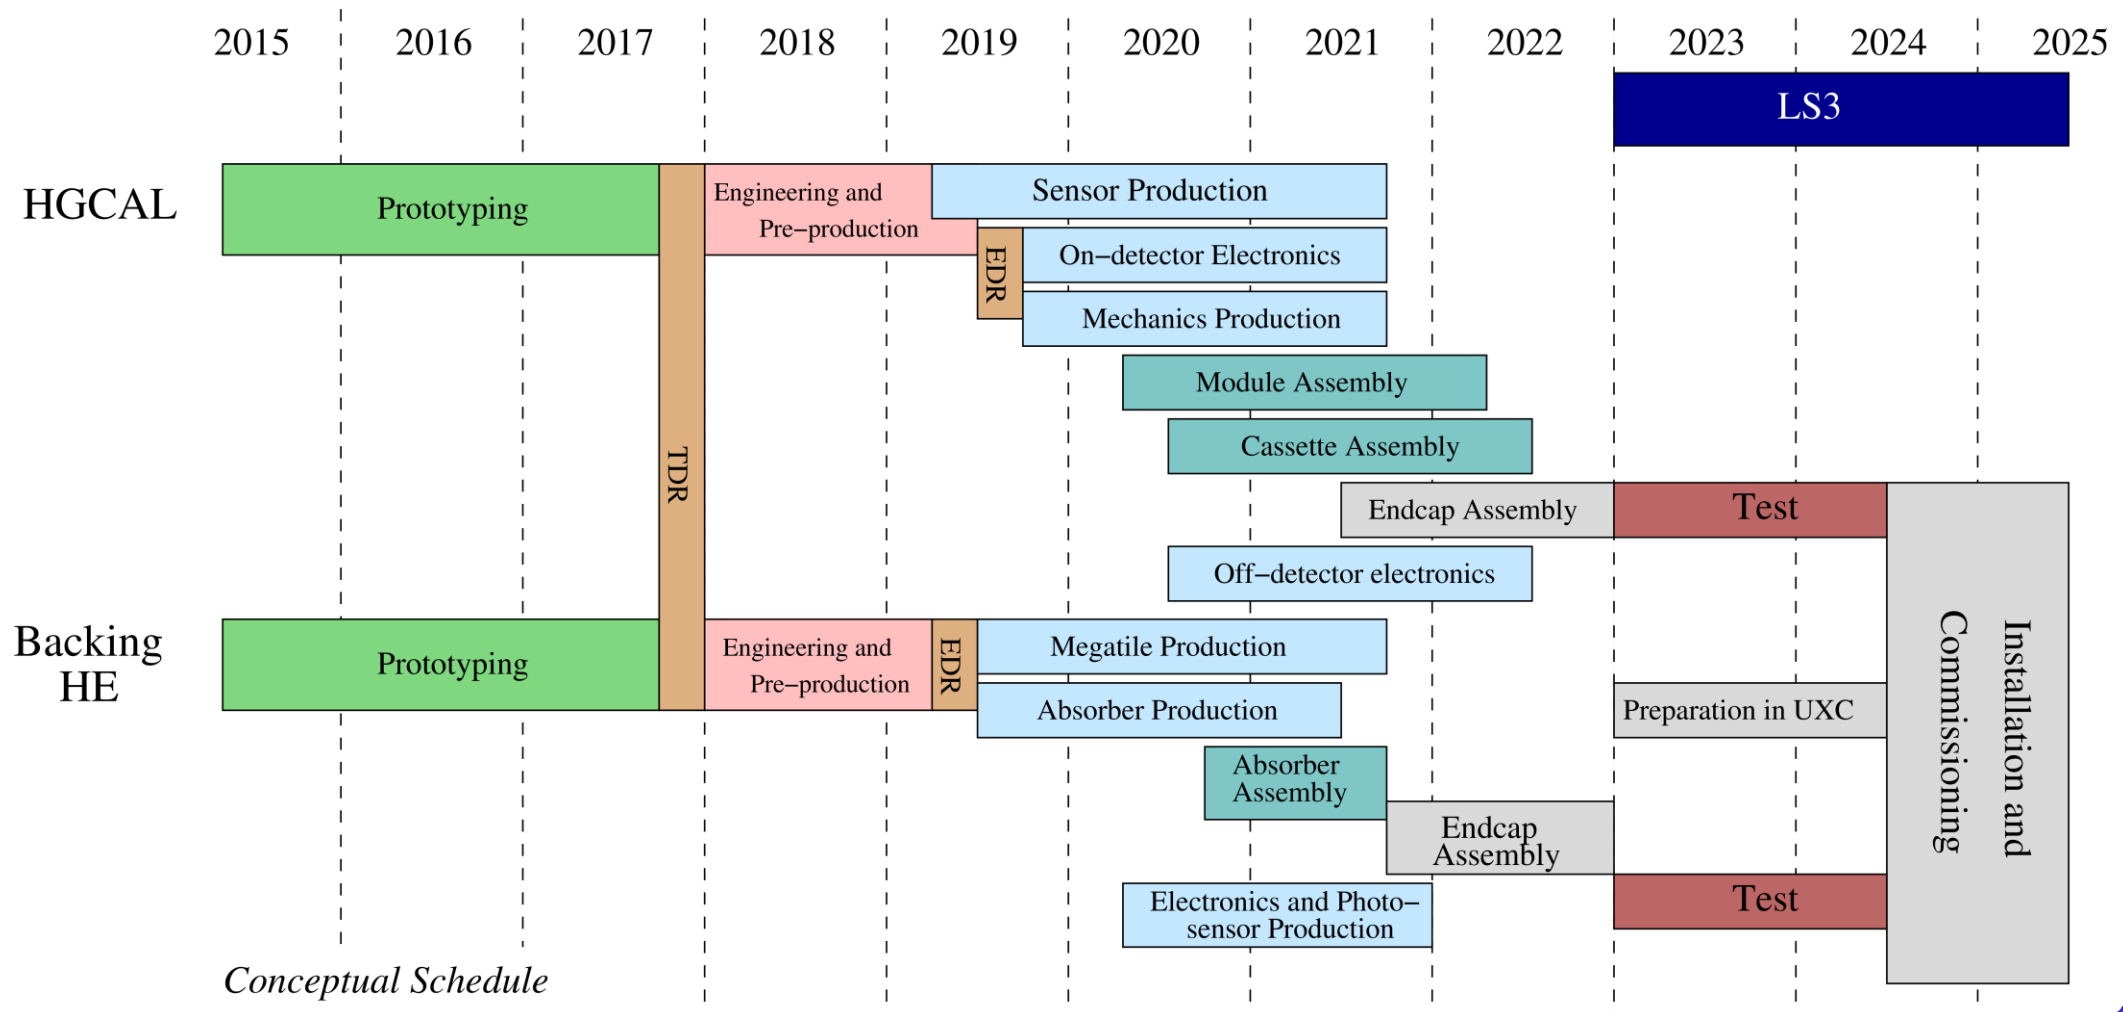 2015 2016 2017 2018 2019 2020 2021 2022 2023 2024 2025
LS3
HGCAL
Prototyping
TDR
Engineering and
Pre−production
Sensor Production
EDR
On−detector Electronics
Mechanics Production
Module Assembly
Cassette Assembly
Endcap Assembly
Test
Off−detector electronics
Installation and
Commissioning
Backing
HE
Prototyping
Engineering and
Pre−production
EDR
Megatile Production
Absorber Production
Preparation in UXC
Absorber
Assembly
Endcap
Assembly
Test
Electronics and Photo−
sensor Production
Conceptual Schedule